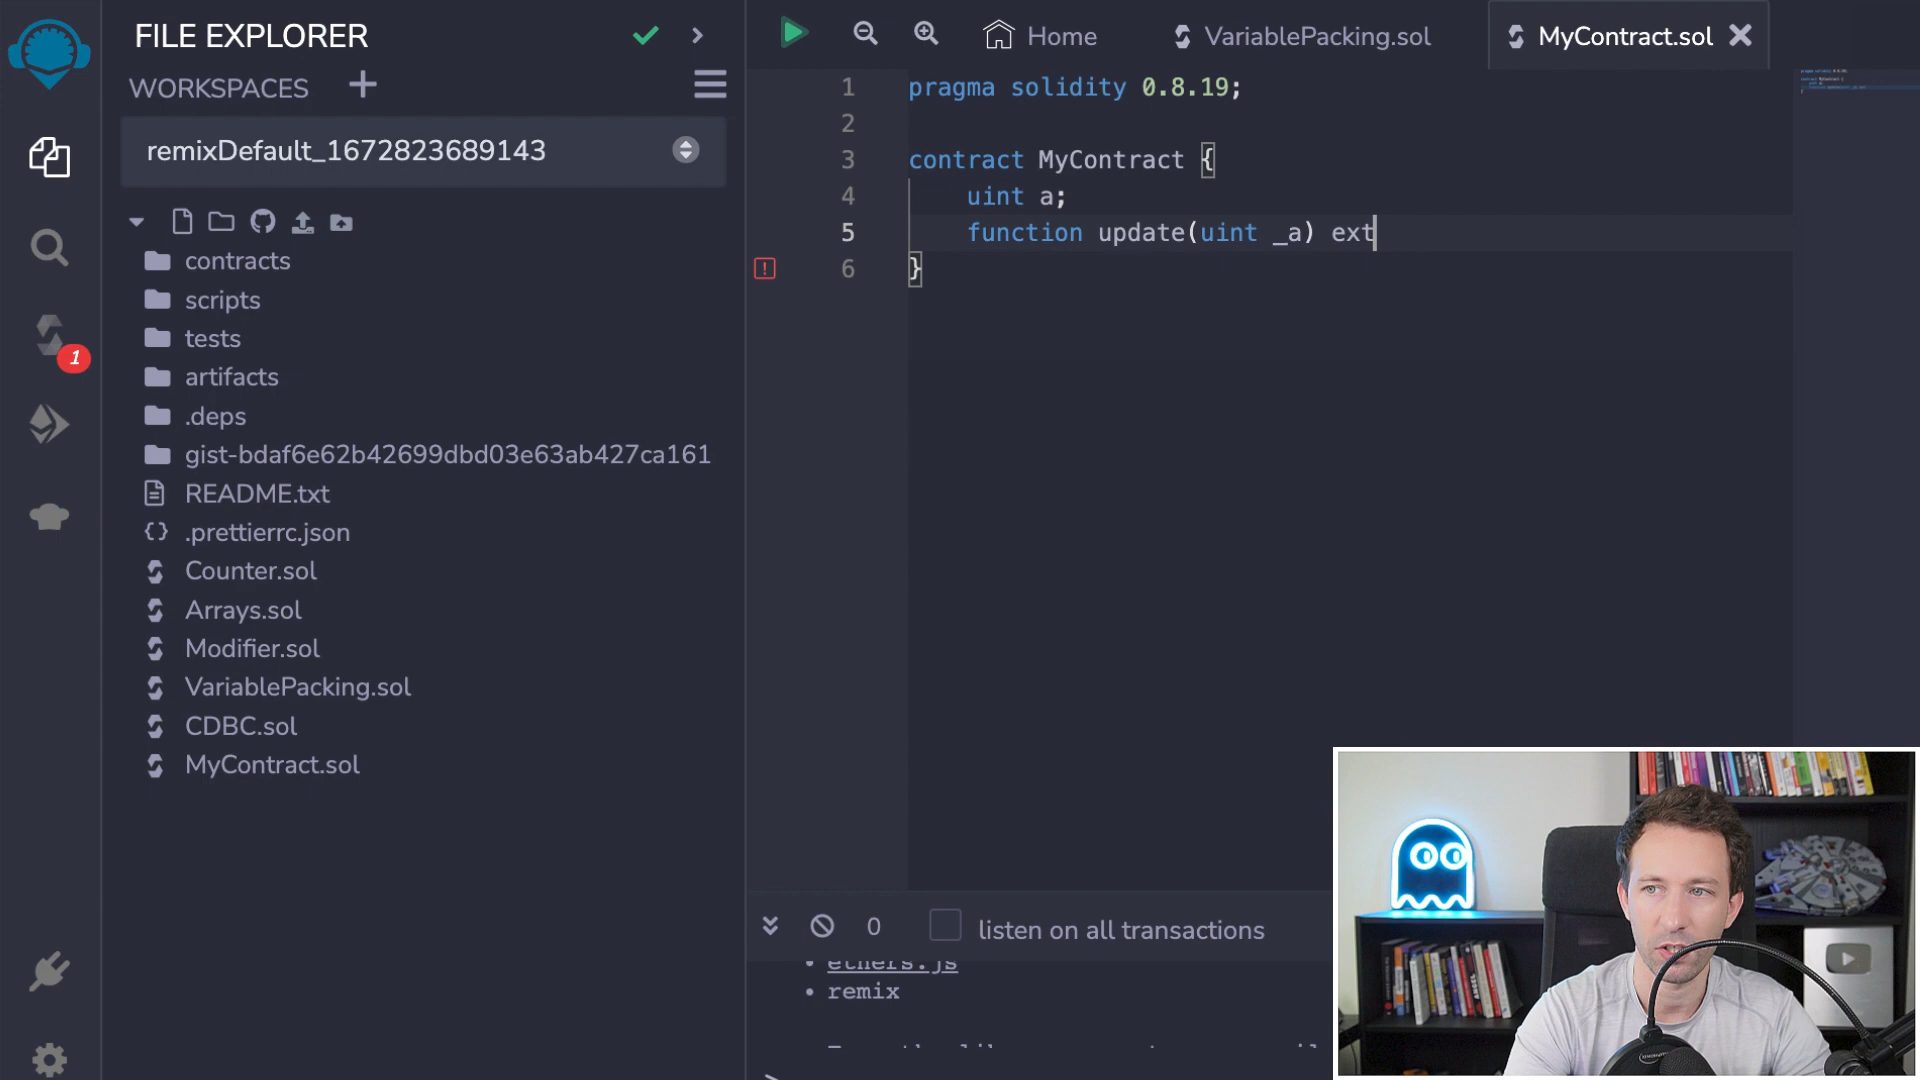 FILE EXPLORER
WORKSPACES
remixDefault_1672823689143
contracts
scripts
tests
artifacts
.deps
gist-bdaf6e62b42699dbd03e63ab427ca161
README.txt
.prettierrc.json
Counter.sol
Arrays.sol
Modifier.sol
VariablePacking.sol
CDBC.sol
MyContract.sol
1
Home
VariablePacking.sol
MyContract.sol
1 pragma solidity 0.8.19;
2
3 contract MyContract {
4 uint a;
5 function update(uint _a) ext
6 }
0
listen on all transactions
ethers.js
remix
>